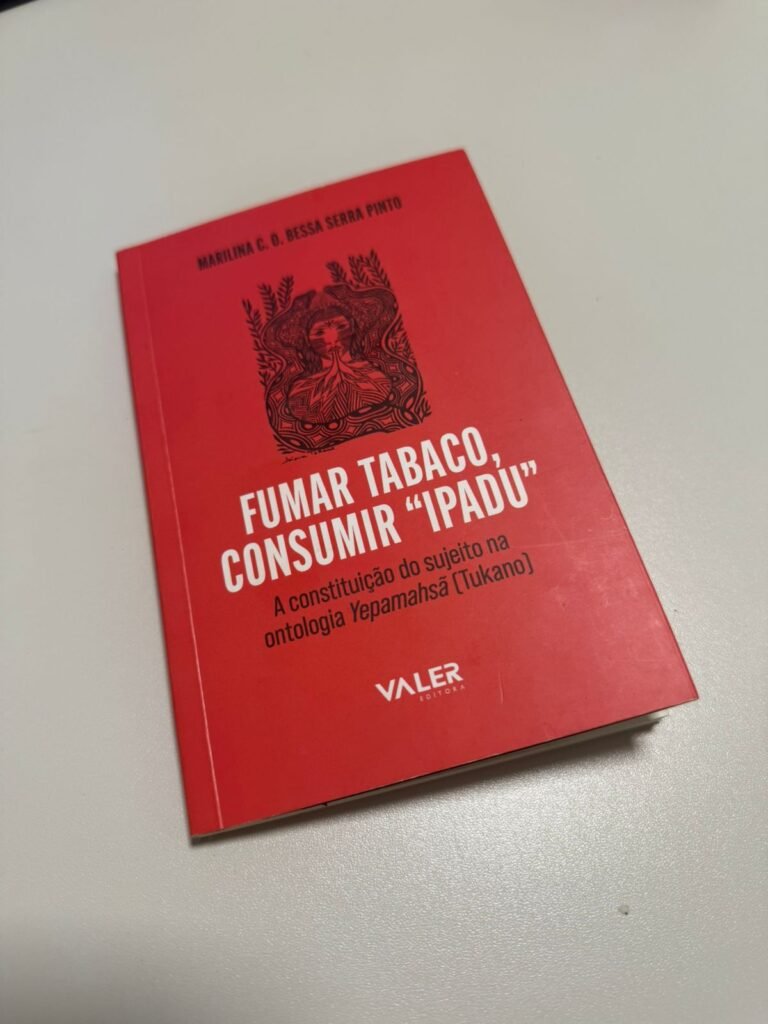 MARILINA C. O. BESSA SERRA PINTO
FUMAR TABACO,
CONSUMIR “IPADU”
A constituição do sujeito na
ontologia Yepamahsã (Tukano)
VALER
EDITORA